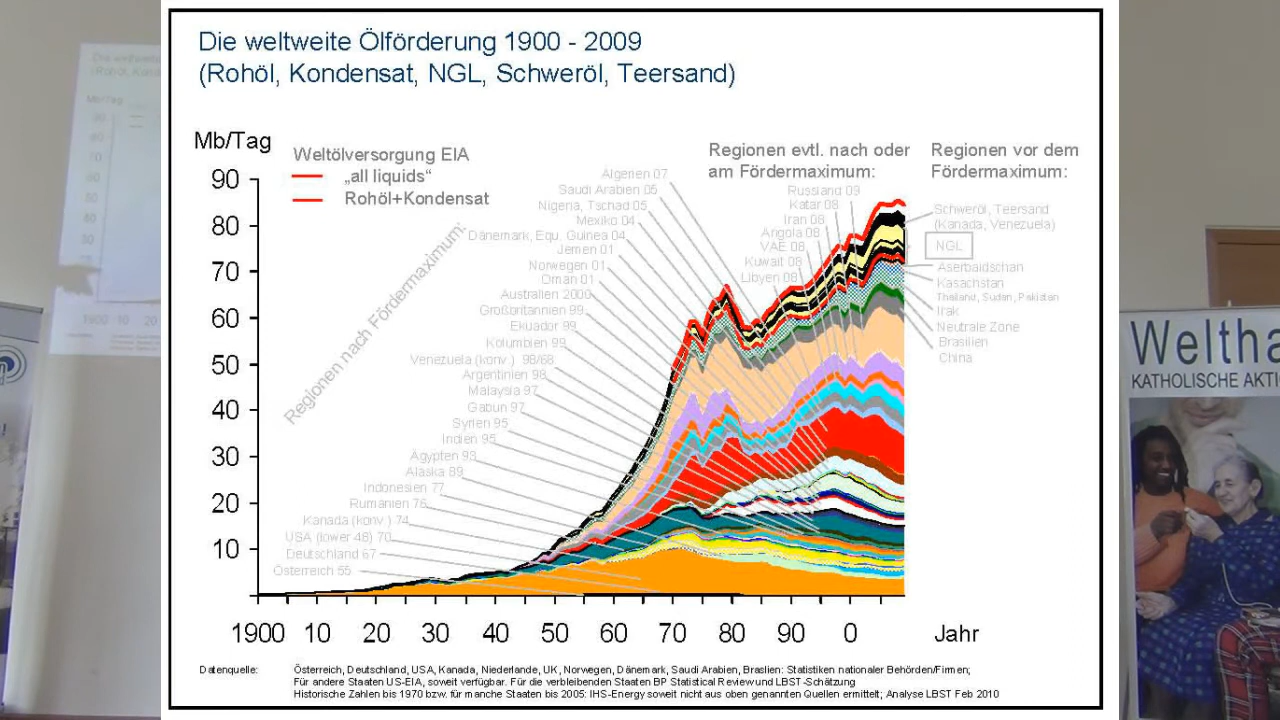 Die weltweite Ölförderung 1900 - 2009
(Rohöl, Kondensat, NGL, Schweröl, Teersand)
Mb/Tag
Weltölversorgung EIA
„all liquids“
Rohöl+Kondensat
Regionen evtl. nach oder
am Fördermaximum:
Regionen vor dem
Fördermaximum:
90
80
70
60
50
40
30
20
10
Regionen nach Fördermaximum:
Algerien 07
Saudi Arabien 05
Nigeria, Tschad 05
Mexiko 04
Dänemark, Equ. Guinea 04
Jemen 01
Norwegen 01
Oman 01
Australien 2000
Großbritannien 99
Ekuador 99
Kolumbien 99
Venezuela (konv.) 98/68
Argentinien 98
Malaysia 97
Gabun 97
Syrien 95
Indien 95
Ägypten 93
Alaska 89
Indonesien 77
Rumänien 76
Kanada (konv.) 74
USA (lower 48) 70
Deutschland 67
Österreich 55
Russland 09
Katar 08
Iran 08
Angola 08
VAE 08
Kuwait 08
Libyen 08
Schweröl, Teersand
(Kanada, Venezuela)
NGL
Aserbaidschan
Kasachstan
Thailand, Sudan, Pakistan
Irak
Neutrale Zone
Brasilien
China
1900 10 20 30 40 50 60 70 80 90 0 Jahr
Datenquelle: Österreich, Deutschland, USA, Kanada, Niederlande, UK, Norwegen, Dänemark, Saudi Arabien, Brasilien: Statistiken nationaler Behörden/Firmen;
Für andere Staaten US-EIA, soweit verfügbar. Für die verbleibenden Staaten BP Statistical Review und LBST-Schätzung
Historische Zahlen bis 1970 bzw. für manche Staaten bis 2005: IHS-Energy soweit nicht aus oben genannten Quellen ermittelt; Analyse LBST Feb 2010
Weltha
KATHOLISCHE AKTI